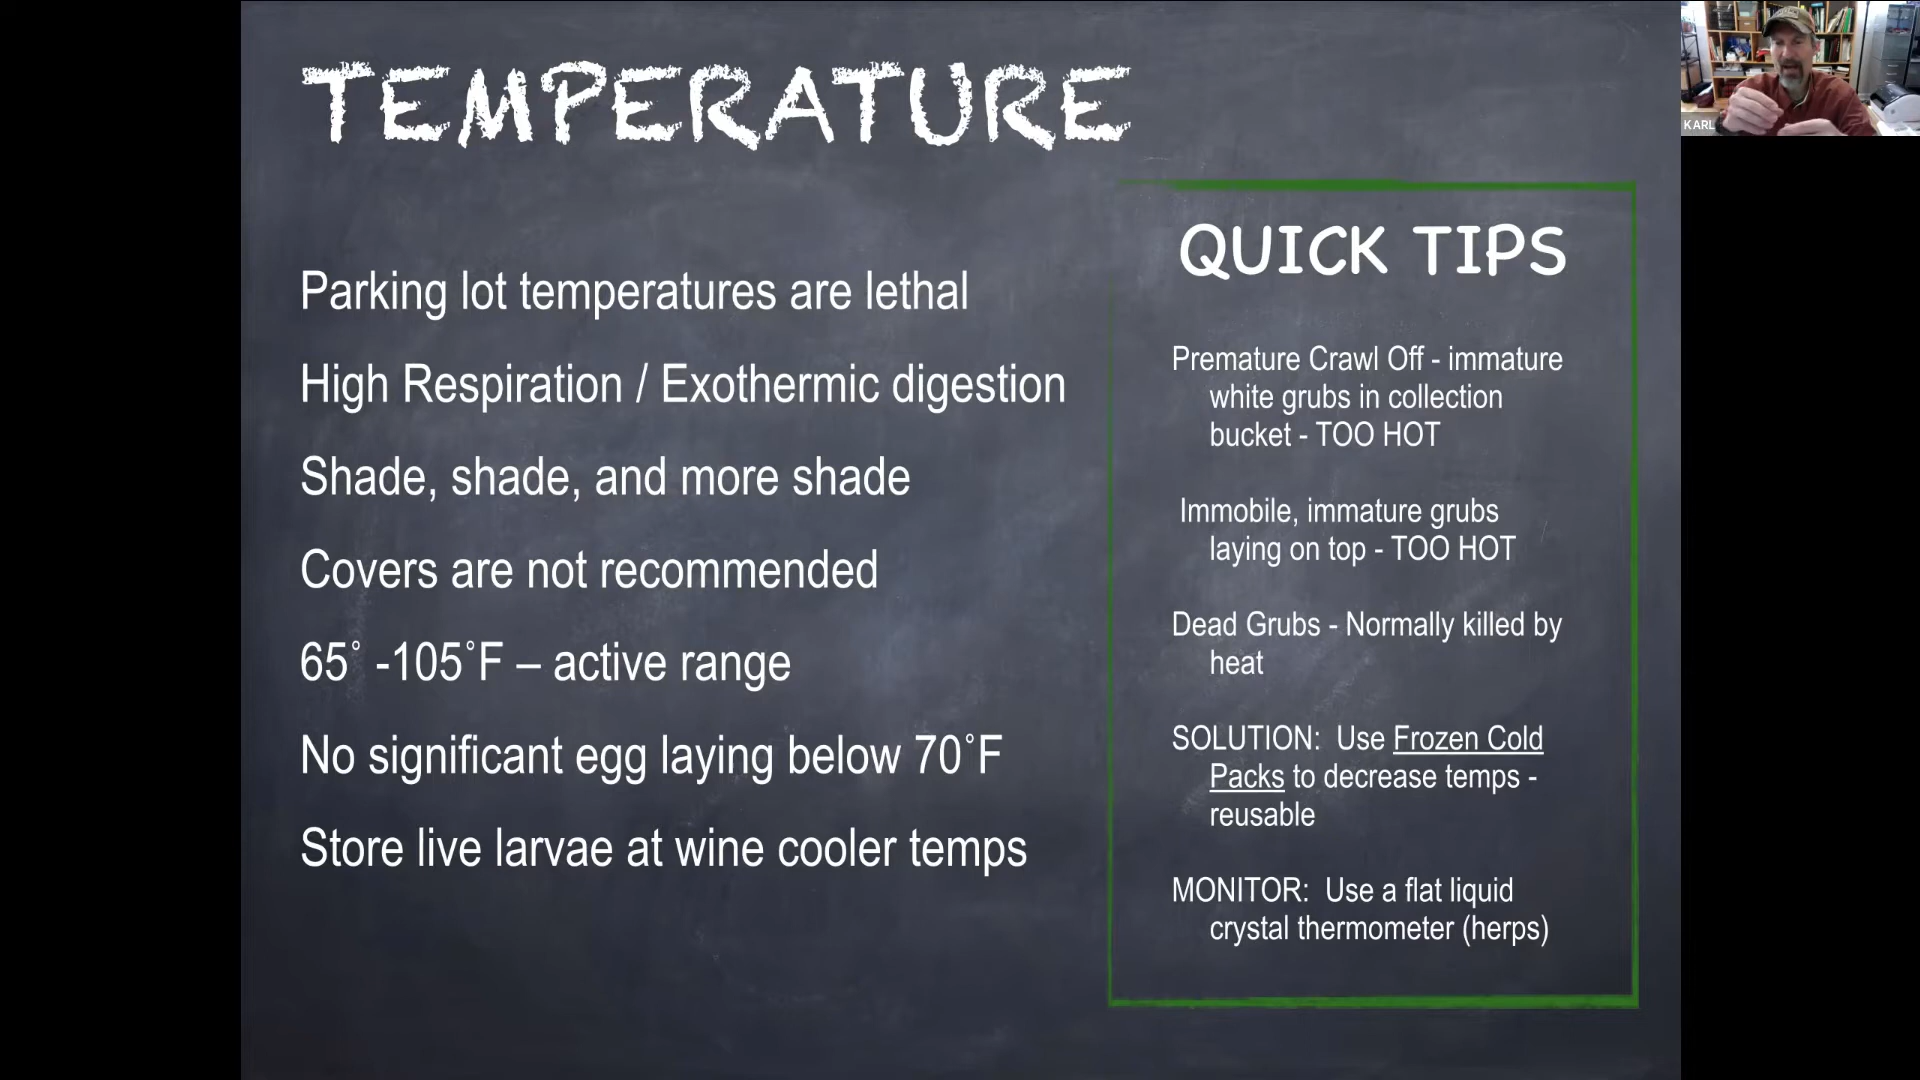 TEMPERATURE
Parking lot temperatures are lethal
High Respiration / Exothermic digestion
Shade, shade, and more shade
Covers are not recommended
65˚ -105˚F – active range
No significant egg laying below 70˚F
Store live larvae at wine cooler temps
QUICK TIPS
Premature Crawl Off - immature
white grubs in collection
bucket - TOO HOT
Immobile, immature grubs
laying on top - TOO HOT
Dead Grubs - Normally killed by
heat
SOLUTION: Use Frozen Cold
Packs to decrease temps -
reusable
MONITOR: Use a flat liquid
crystal thermometer (herps)
KARL